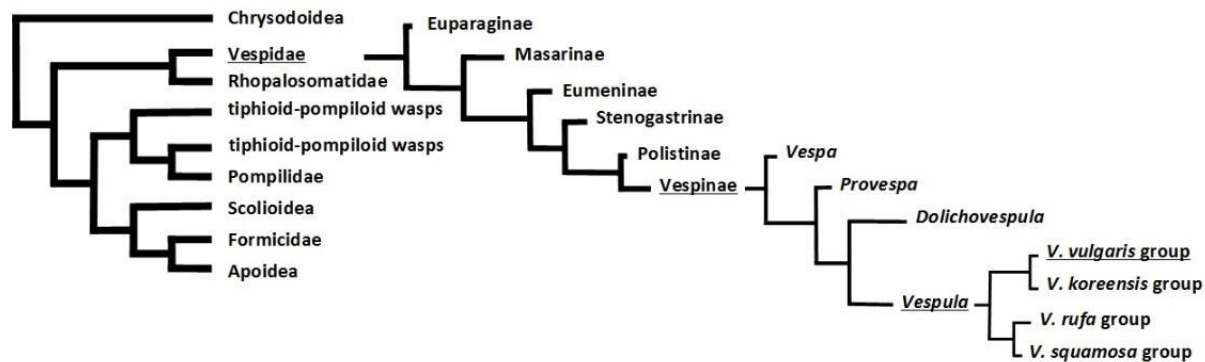 Chrysodoidea
Vespidae
Rhopalosomatidae
tiphioid-pompiloid wasps
tiphioid-pompiloid wasps
Pompilidae
Scolioidea
Formicidae
Apoidea
Euparaginae
Masarinae
Eumeninae
Stenogastrinae
Polistinae
Vespinae
Vespa
Provespa
Dolichovespula
Vespula
V. vulgaris group
V. koreensis group
V. rufa group
V. squamosa group